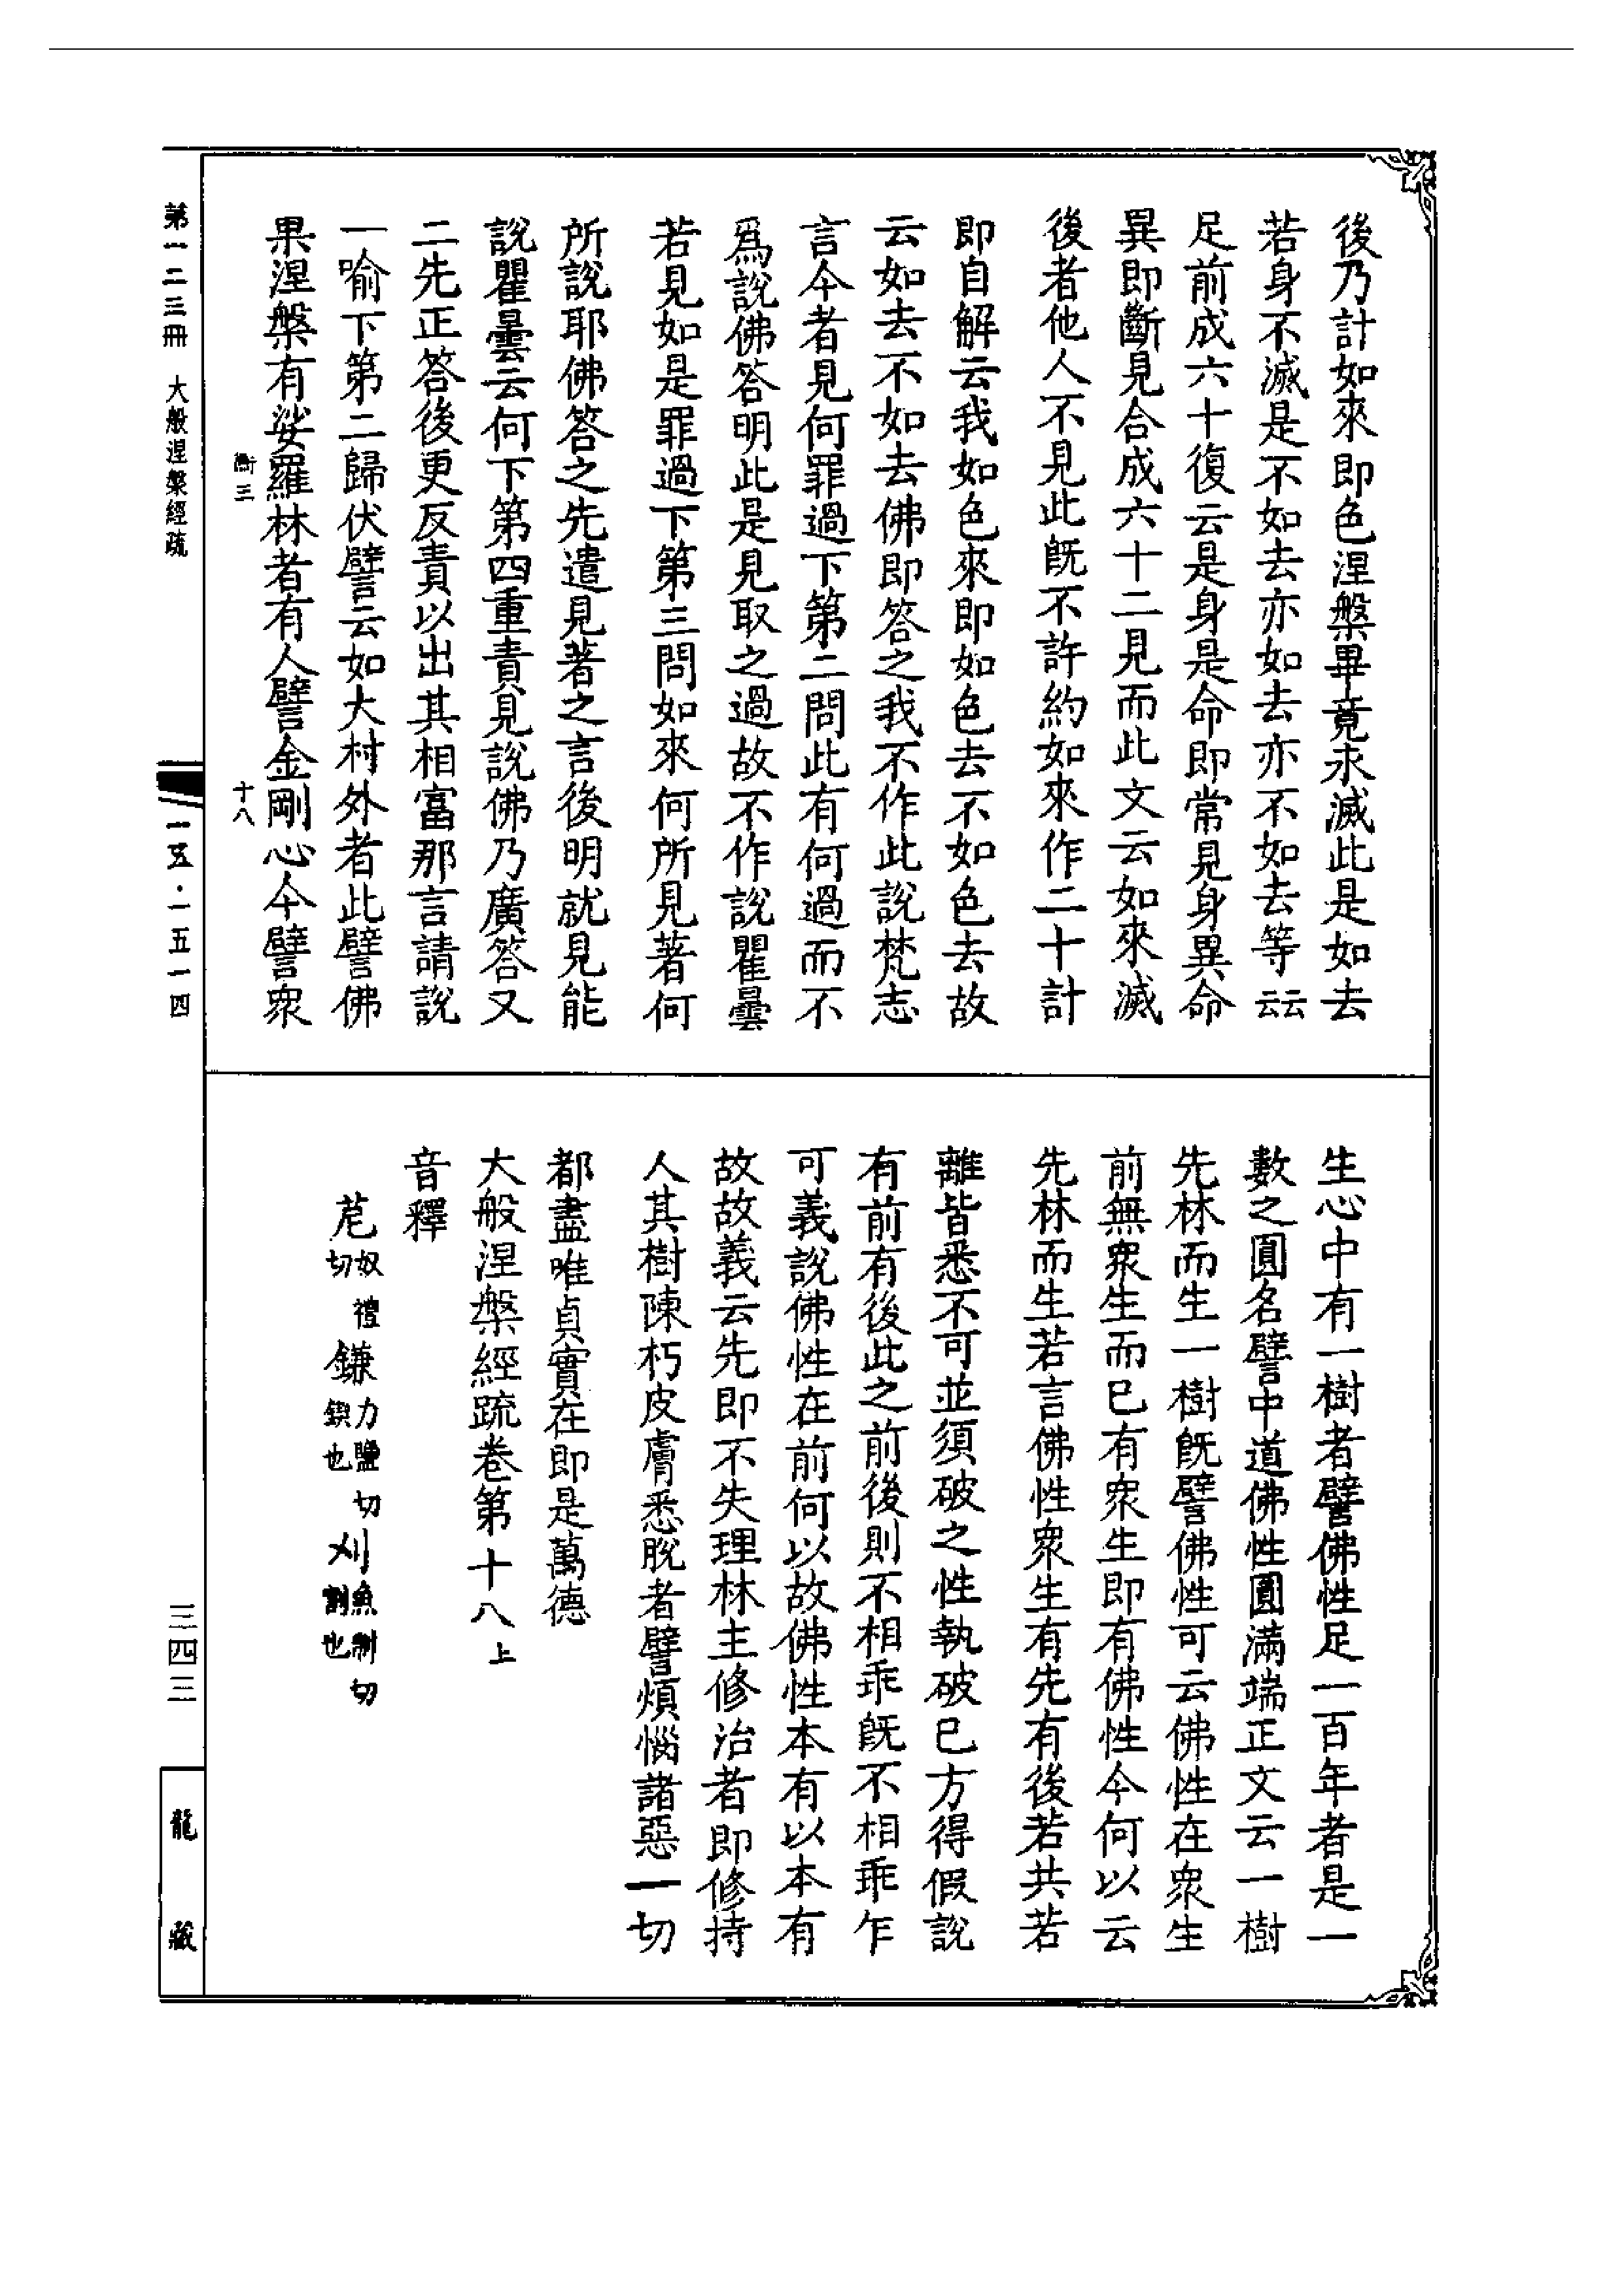 後乃計如來即色涅槃畢竟永滅此是如去
若身不滅是不如去亦如去亦不如去等云云
足前成六十復云是身是命即常見身異命
異即斷見合成六十二見而此文云如來滅
後者他人不見此旣不許約如來作二十計
即自解云我如色來即如色去不如色去故
云如去不如去佛即答之我不作此說梵志
言今者見何罪過下第二問此有何過而不
爲說佛答明此是見取之過故不作說瞿曇
若見如是罪過下第三問如來何所見著何
所說耶佛答之先遣見著之言後明就見能
說瞿曇云何下第四重責見說佛乃廣答又
二先正答後更反責以出其相富那言請說
一喻下第二歸伏譬云如大村外者此譬佛
果涅槃有娑羅林者有人譬金剛心今譬衆
衡三 十八
生心中有一樹者譬佛性足一百年者是一
數之圓名譬中道佛性圓滿端正文云一樹
先林而生一樹旣譬佛性可云佛性在衆生
前無衆生而已有衆生即有佛性今何以云
先林而生若言佛性衆生有先有後若共若
離皆悉不可並須破之性執破已方得假說
有前有後此之前後則不相乖旣不相乖乍
可義說佛性在前何以故佛性本有以本有
故故義云先即不失理林主修治者即修持
人其樹陳朽皮膚悉脫者譬煩惱諸惡一切
都盡唯貞實在即是萬德
大般涅槃經疏卷第十八上
音釋
苨奴禮切 鎌力鹽切鍥也 刈魚制切割也
第一二三冊 大般涅槃經疏
一五·一五一四
三四三
龍藏